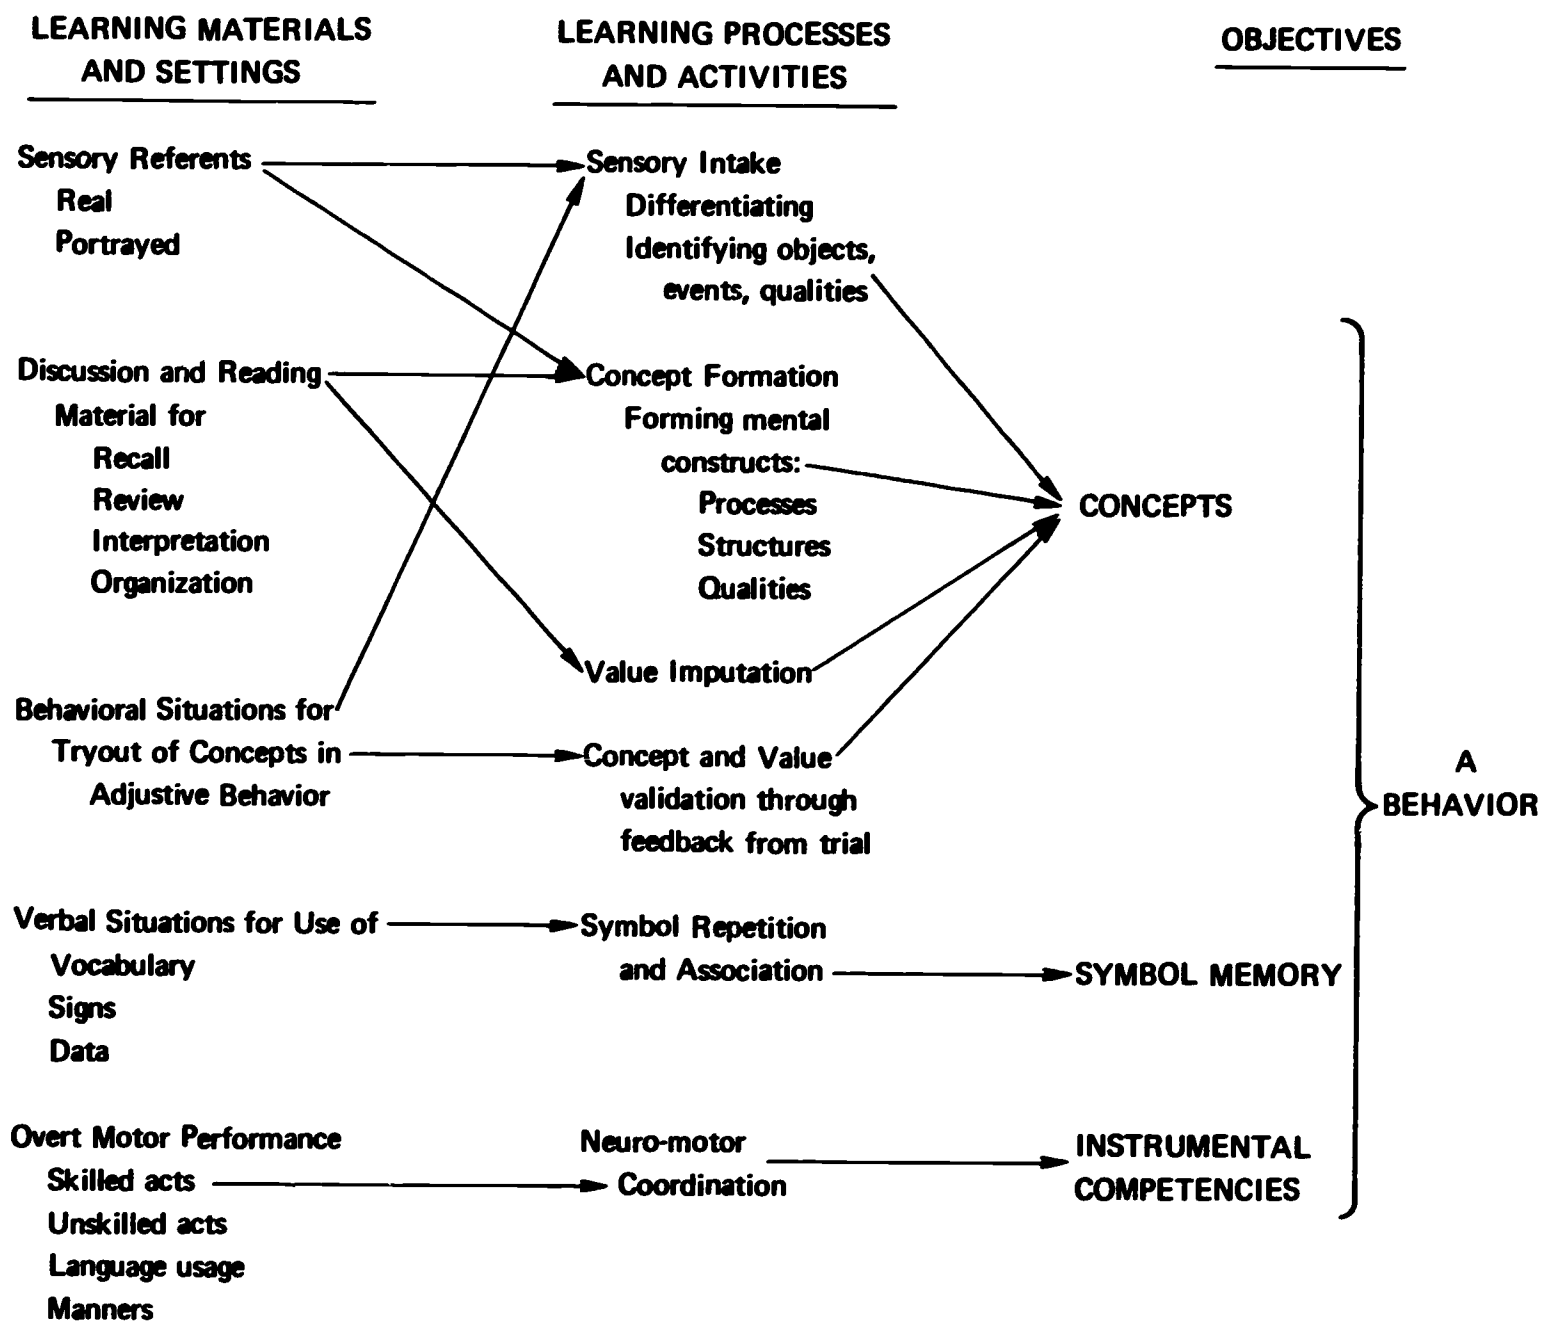 LEARNING MATERIALS
AND SETTINGS
LEARNING PROCESSES
AND ACTIVITIES
OBJECTIVES
Sensory Referents
Real
Portrayed
Discussion and Reading
Material for
Recall
Review
Interpretation
Organization
Behavioral Situations for
Tryout of Concepts in
Adjustive Behavior
Verbal Situations for Use of
Vocabulary
Signs
Data
Overt Motor Performance
Skilled acts
Unskilled acts
Language usage
Manners
Sensory Intake
Differentiating
Identifying objects,
events, qualities
Concept Formation
Forming mental
constructs:
Processes
Structures
Qualities
Value Imputation
Concept and Value
validation through
feedback from trial
Symbol Repetition
and Association
Neuro-motor
Coordination
CONCEPTS
SYMBOL MEMORY
INSTRUMENTAL
COMPETENCIES
A
BEHAVIOR